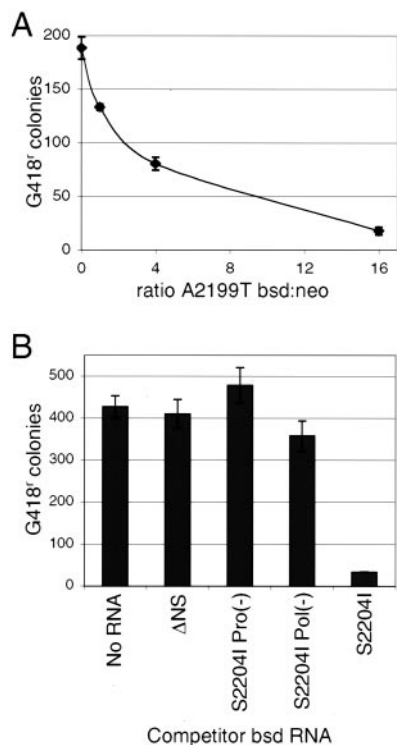 A
200
150
100
50
0
G418r colonies
0 4 8 12 16
ratio A2199T bsd:neo
B
500
400
300
200
100
0
G418r colonies
No RNA
ΔNS
S2204I Pro(-)
S2204I Pol(-)
S2204I
Competitor bsd RNA